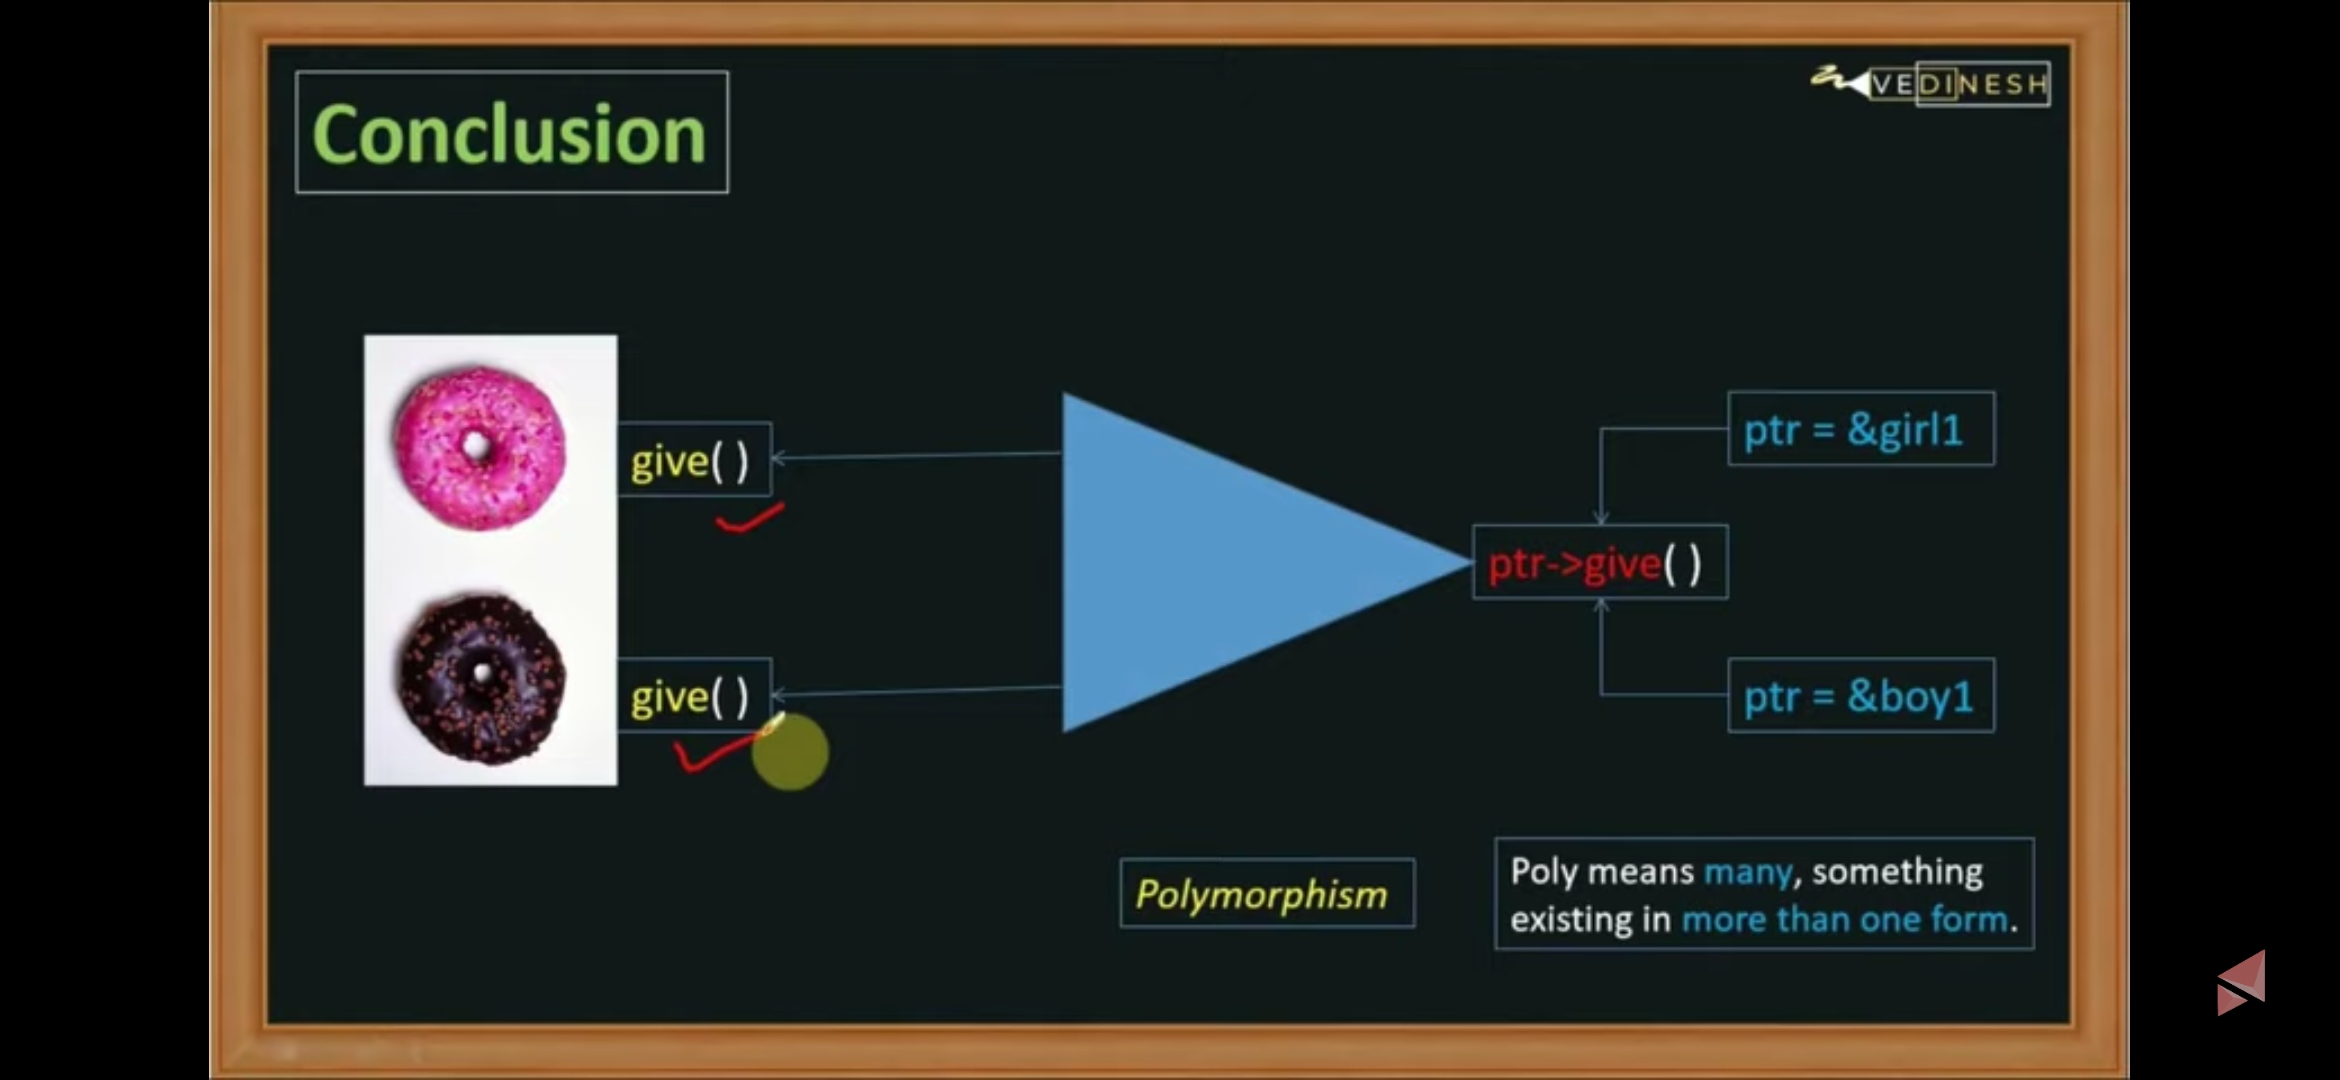 Conclusion
VEDINESH
give( )
ptr = &girl1
ptr->give( )
give( )
ptr = &boy1
Polymorphism
Poly means many, something
existing in more than one form.